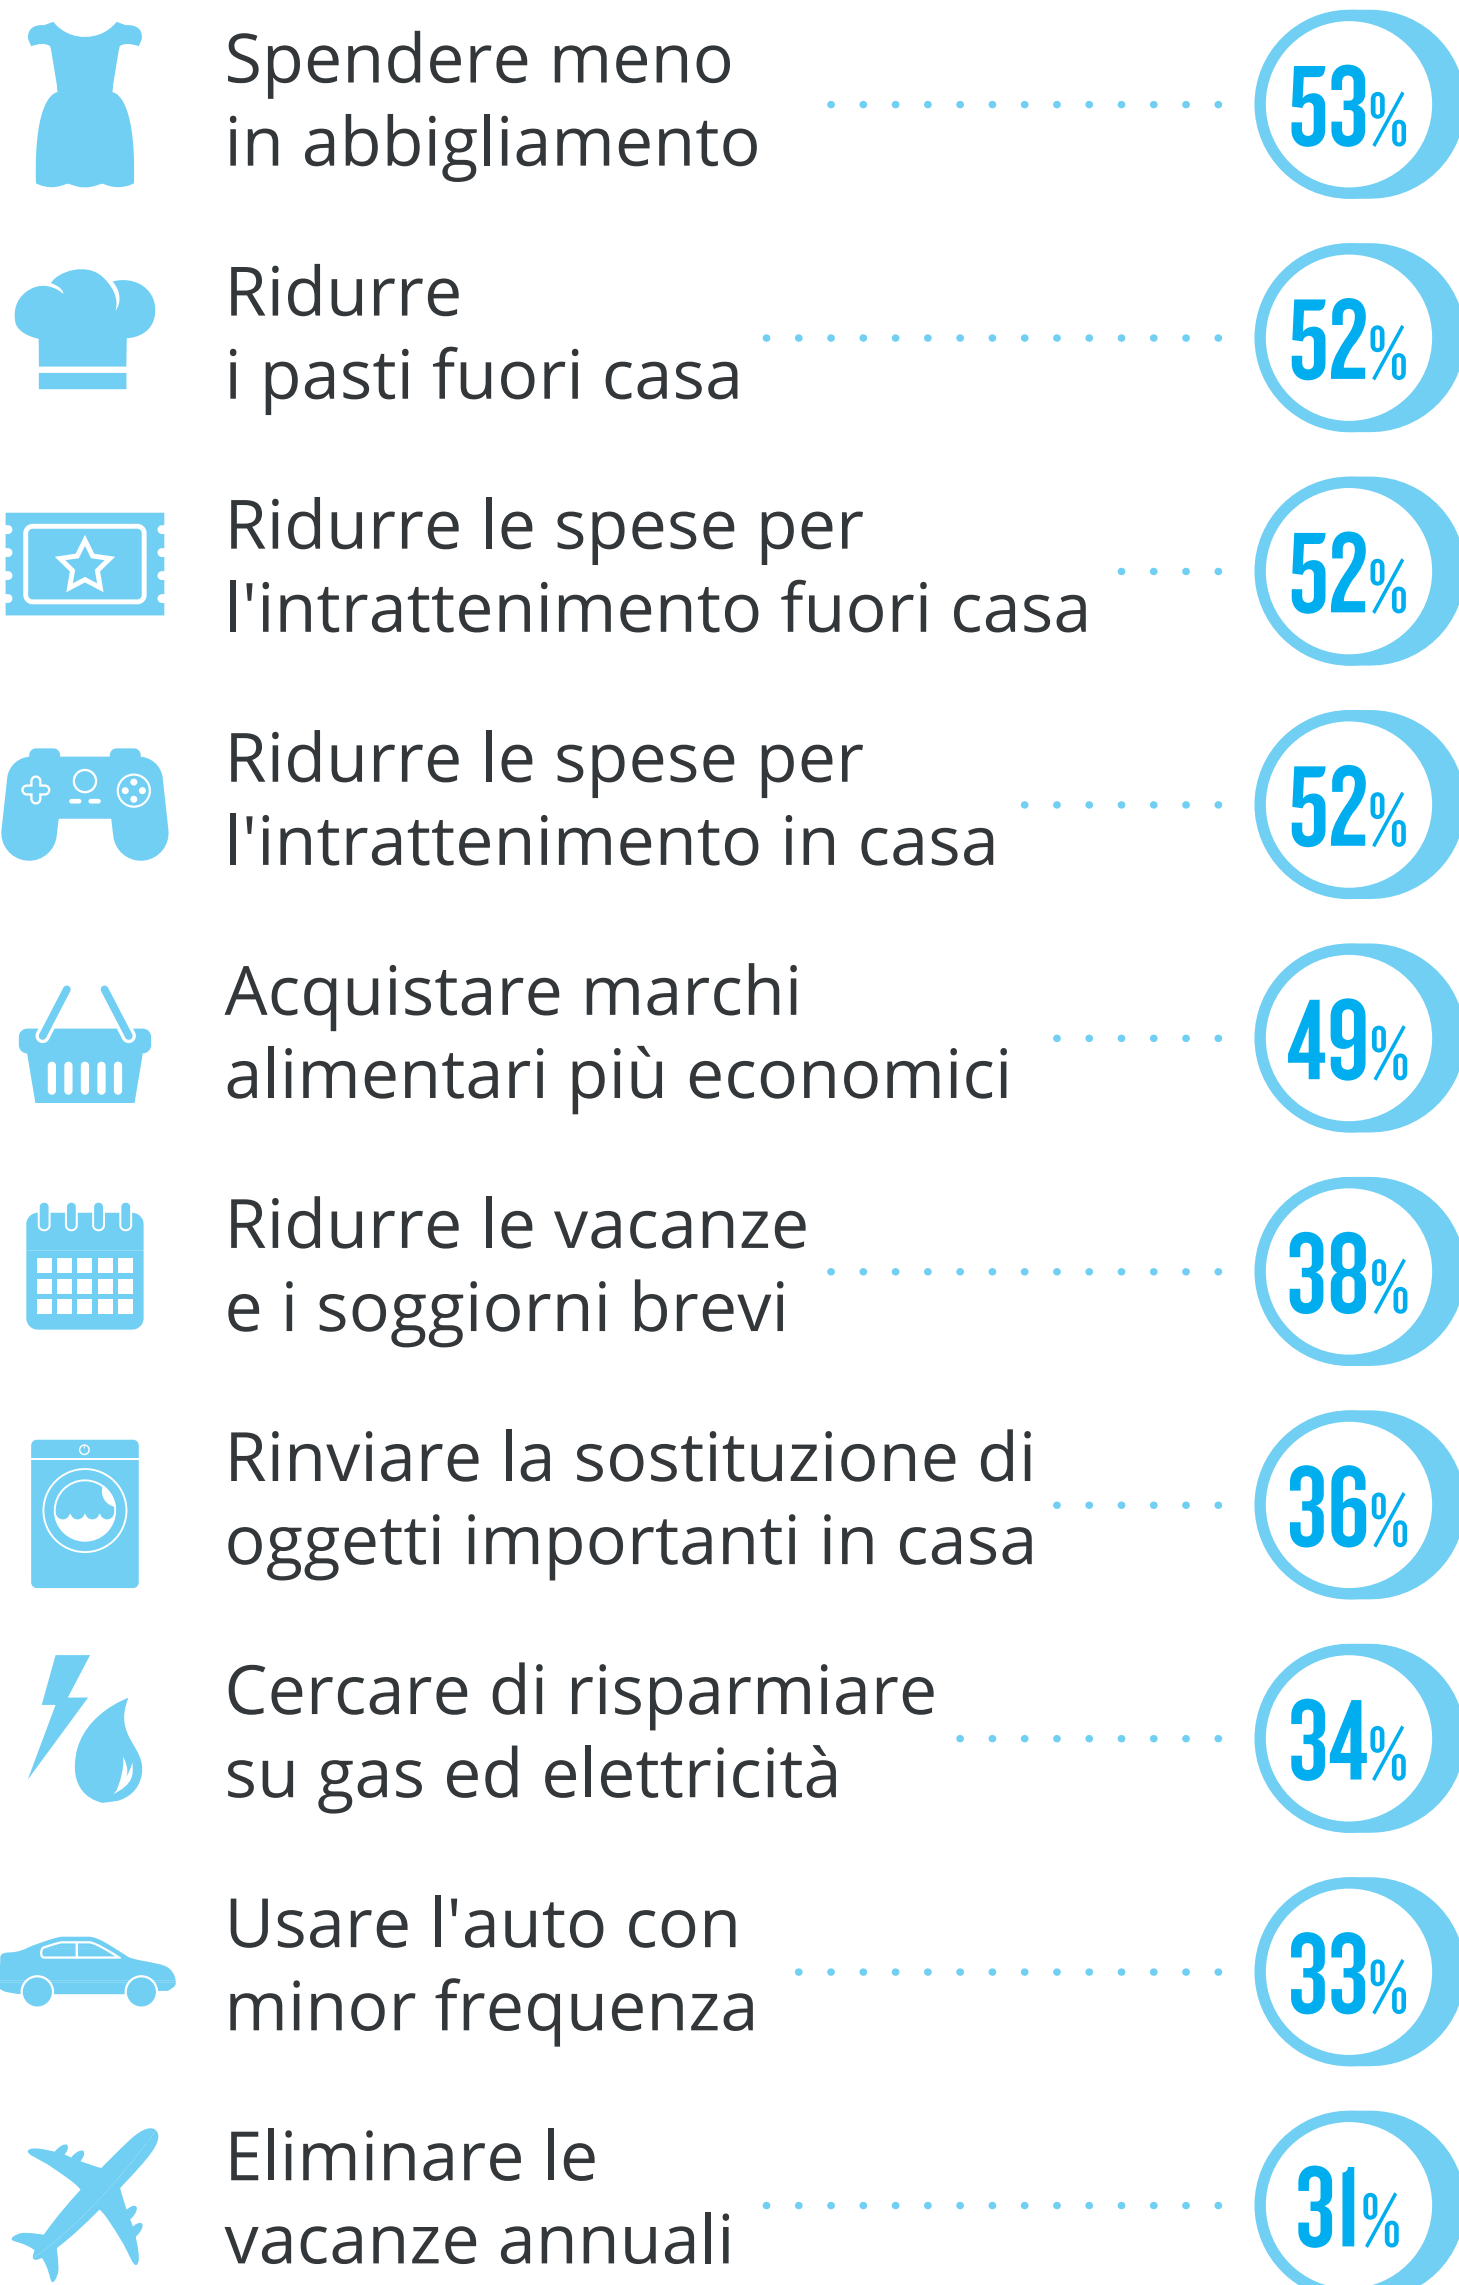 Spendere meno
in abbigliamento
53%
Ridurre
i pasti fuori casa
52%
Ridurre le spese per
l'intrattenimento fuori casa
52%
Ridurre le spese per
l'intrattenimento in casa
52%
Acquistare marchi
alimentari più economici
49%
Ridurre le vacanze
e i soggiorni brevi
38%
Rinviare la sostituzione di
oggetti importanti in casa
36%
Cercare di risparmiare
su gas ed elettricità
34%
Usare l'auto con
minor frequenza
33%
Eliminare le
vacanze annuali
31%